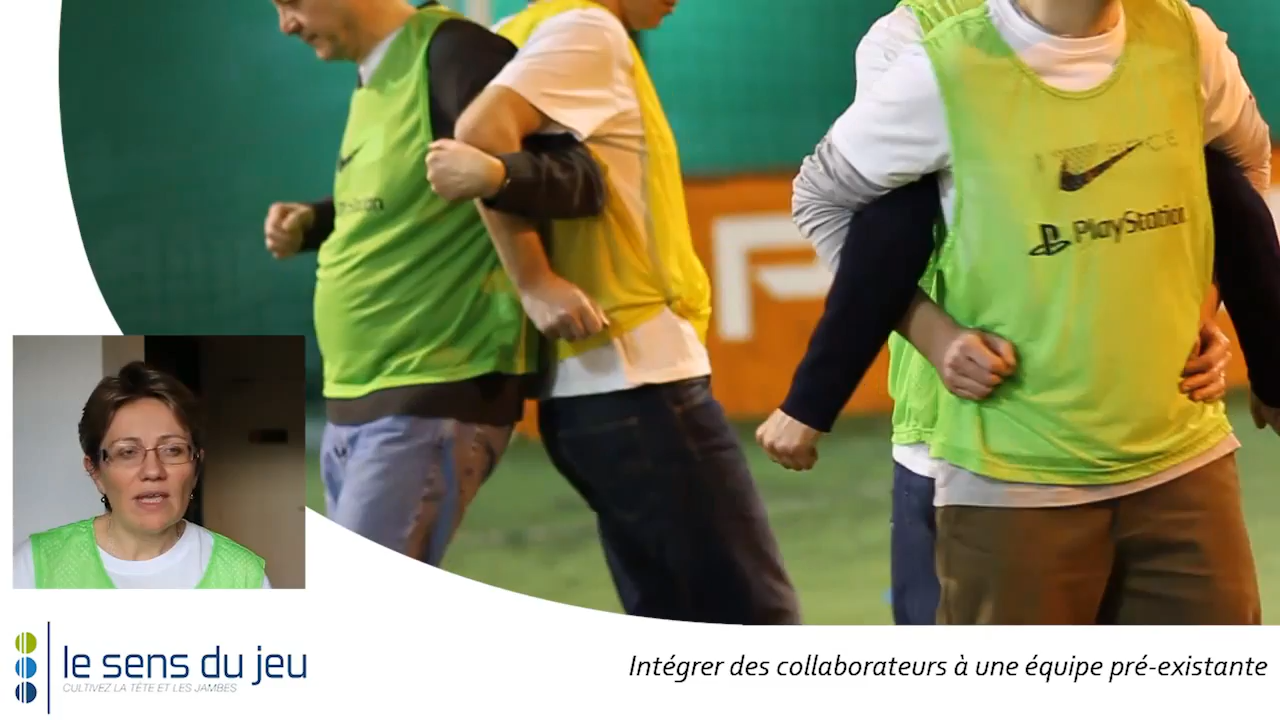 PlayStation
le sens du jeu
CULTIVEZ LA TÊTE ET LES JAMBES
Intégrer des collaborateurs à une équipe pré-existante